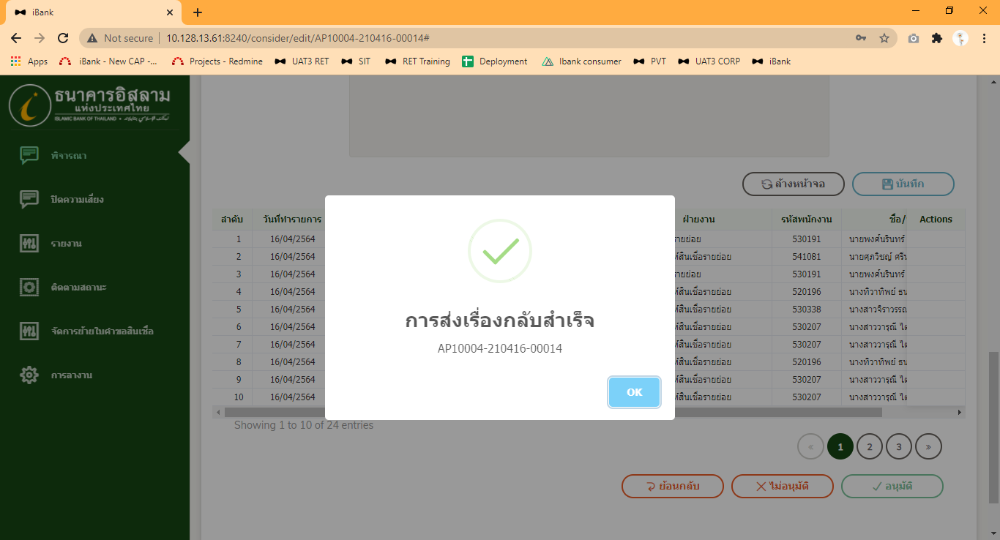 iBank
Not secure
10.128.13.61:8240/consider/edit/AP10004-210416-00014#
Apps
iBank - New CAP -...
Projects - Redmine
UAT3 RET
SIT
RET Training
Deployment
Ibank consumer
PVT
UAT3 CORP
iBank
ธนาคารอิสลาม
แห่งประเทศไทย
ISLAMIC BANK OF THAILAND
พิจารณา
ปิดความเสี่ยง
รายงาน
ติดตามสถานะ
จัดการย้ายใบคำขอสินเชื่อ
การลางาน
ล้างหน้าจอ
บันทึก
ลำดับ วันที่ทำรายการ ฝ่ายงาน รหัสพนักงาน ชื่อ/ Actions
1 16/04/2564 รายย่อย 530191 นายพงศ์นรินทร์
2 16/04/2564 ห์สินเชื่อรายย่อย 541081 นายศุภวิชญ์ ศรีน
3 16/04/2564 รายย่อย 530191 นายพงศ์นรินทร์
4 16/04/2564 ห์สินเชื่อรายย่อย 520196 นางทิวาทิพย์ ธน
5 16/04/2564 ห์สินเชื่อรายย่อย 530338 นางสาวจิราวรรณ
6 16/04/2564 ห์สินเชื่อรายย่อย 530207 นางสาววารุณี ไต
7 16/04/2564 ห์สินเชื่อรายย่อย 530207 นางสาววารุณี ไต
8 16/04/2564 ห์สินเชื่อรายย่อย 520196 นางทิวาทิพย์ ธน
9 16/04/2564 ห์สินเชื่อรายย่อย 530207 นางสาววารุณี ไต
10 16/04/2564 ห์สินเชื่อรายย่อย 530207 นางสาววารุณี ไต
การส่งเรื่องกลับสำเร็จ
AP10004-210416-00014
OK
Showing 1 to 10 of 24 entries
« 1 2 3 »
ย้อนกลับ
ไม่อนุมัติ
อนุมัติ